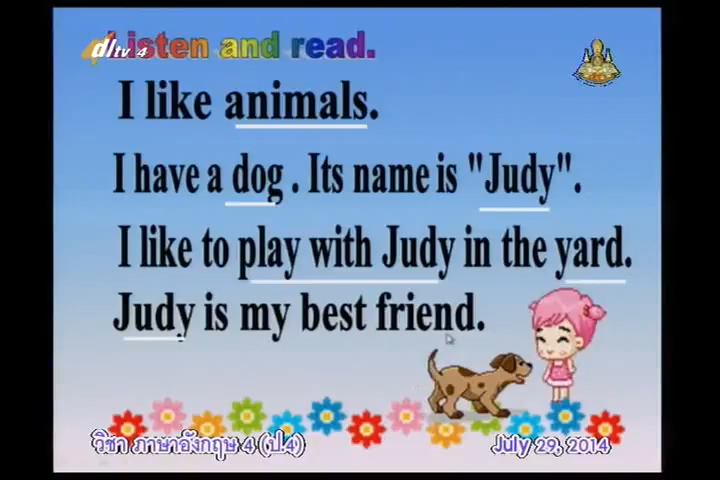 Listen and read.
dltv 4
I like animals.
I have a dog . Its name is "Judy".
I like to play with Judy in the yard.
Judy is my best friend.
วิชา ภาษาอังกฤษ 4 (ป.4)
July 29, 2014